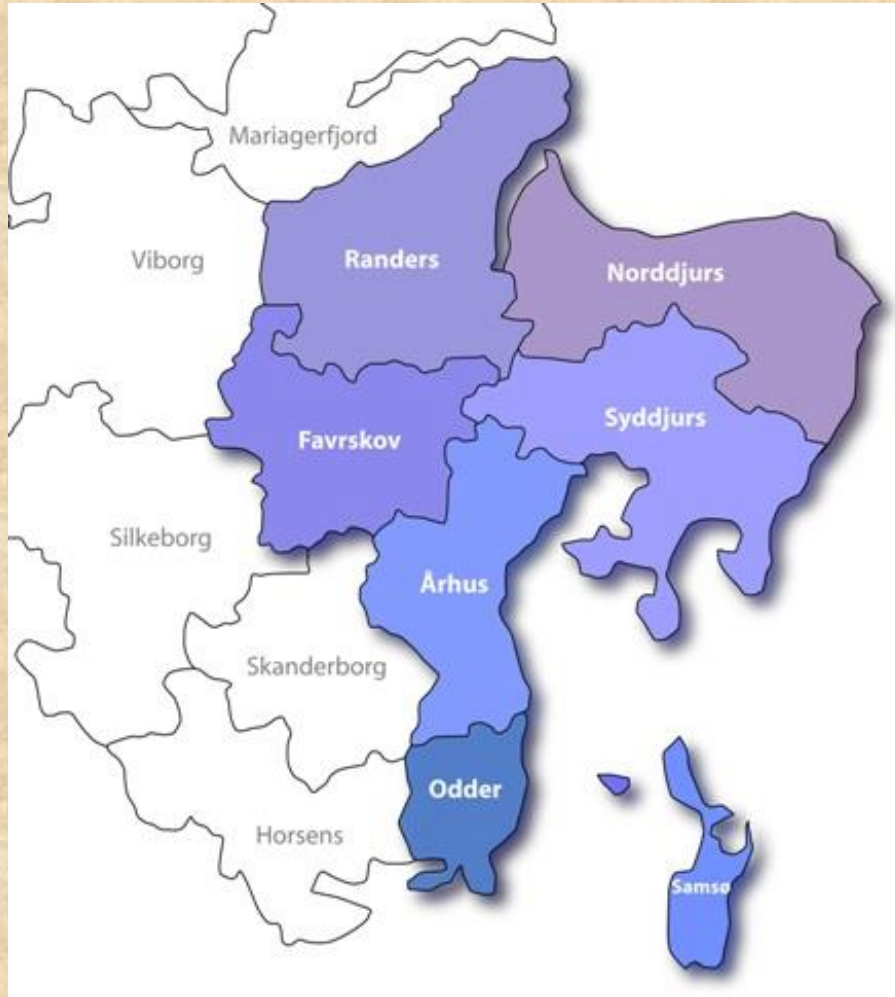 Mariagerfjord
Viborg
Randers
Norddjurs
Favrskov
Syddjurs
Silkeborg
Århus
Skanderborg
Odder
Horsens
Samsø